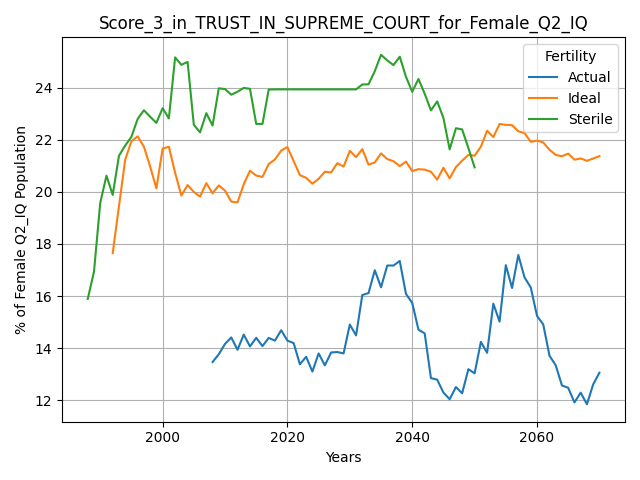 Score_3_in_TRUST_IN_SUPREME_COURT_for_Female_Q2_IQ
Fertility
Actual
Ideal
Sterile
% of Female Q2_IQ Population
24
22
20
18
16
14
12
2000
2020
2040
2060
Years